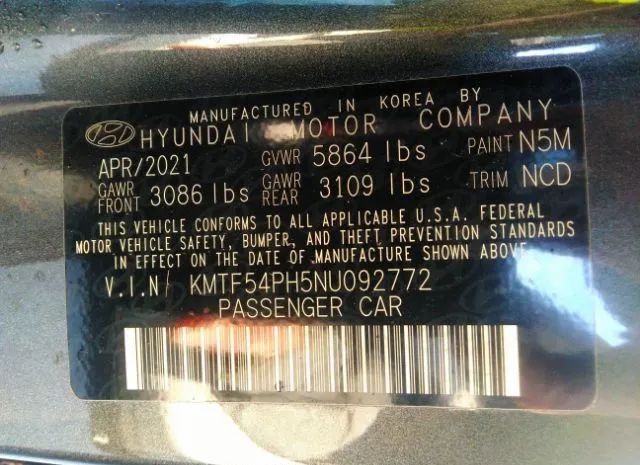 MANUFACTURED IN KOREA BY
HYUNDAI MOTOR COMPANY
APR/2021 GVWR 5864 lbs PAINT N5M
GAWR FRONT 3086 lbs GAWR REAR 3109 lbs TRIM NCD
THIS VEHICLE CONFORMS TO ALL APPLICABLE U.S.A. FEDERAL
MOTOR VEHICLE SAFETY, BUMPER, AND THEFT PREVENTION STANDARDS
IN EFFECT ON THE DATE OF MANUFACTURE SHOWN ABOVE.
V.I.N/ KMTF54PH5NU092772
PASSENGER CAR